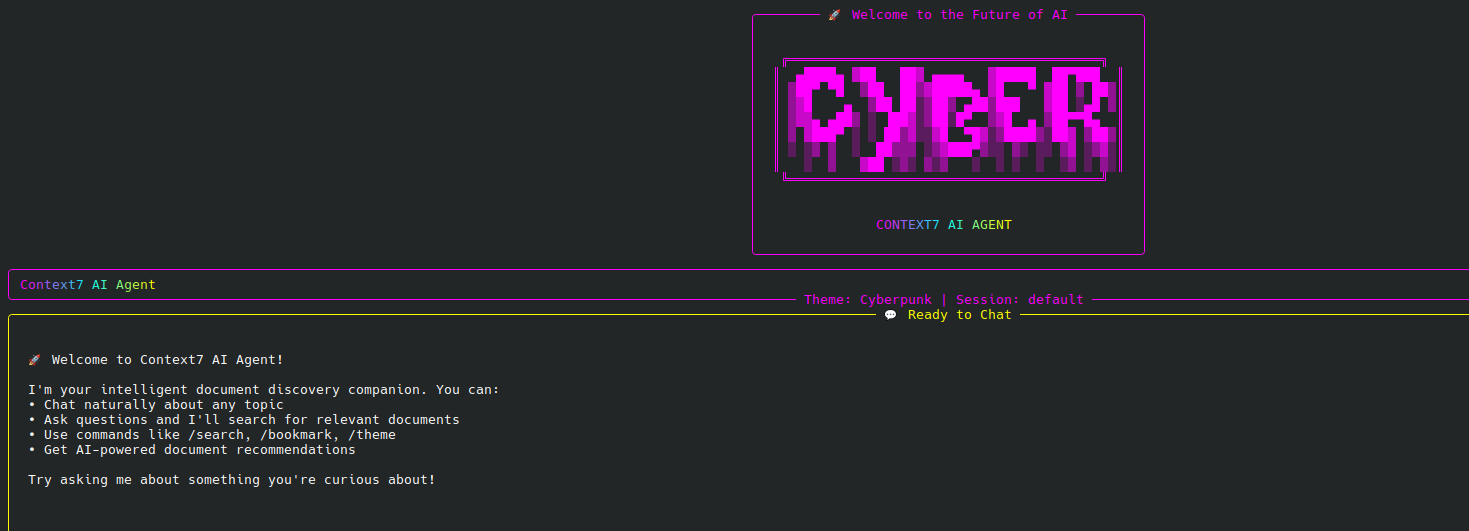 🚀 Welcome to the Future of AI
CYBER
CONTEXT7 AI AGENT
Context7 AI Agent
Theme: Cyberpunk | Session: default
💬 Ready to Chat
🚀 Welcome to Context7 AI Agent!
I'm your intelligent document discovery companion. You can:
• Chat naturally about any topic
• Ask questions and I'll search for relevant documents
• Use commands like /search, /bookmark, /theme
• Get AI-powered document recommendations
Try asking me about something you're curious about!